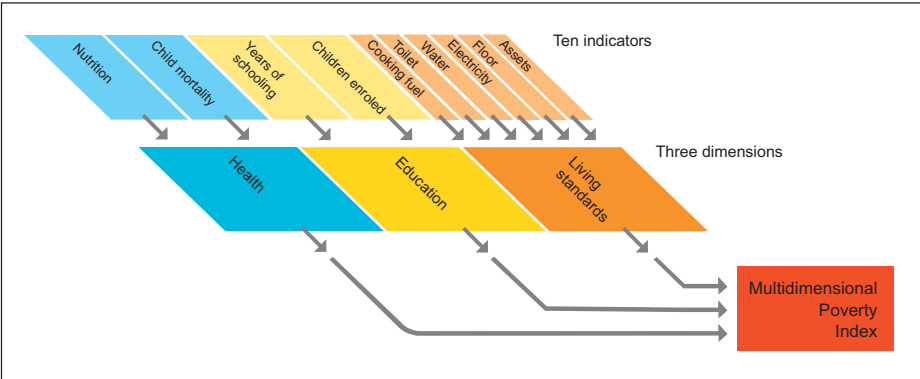 Ten indicators
Nutrition
Child mortality
Years of
schooling
Children enroled
Cooking fuel
Toilet
Water
Electricity
Floor
Assets
Three dimensions
Health
Education
Living
standards
Multidimensional
Poverty
Index